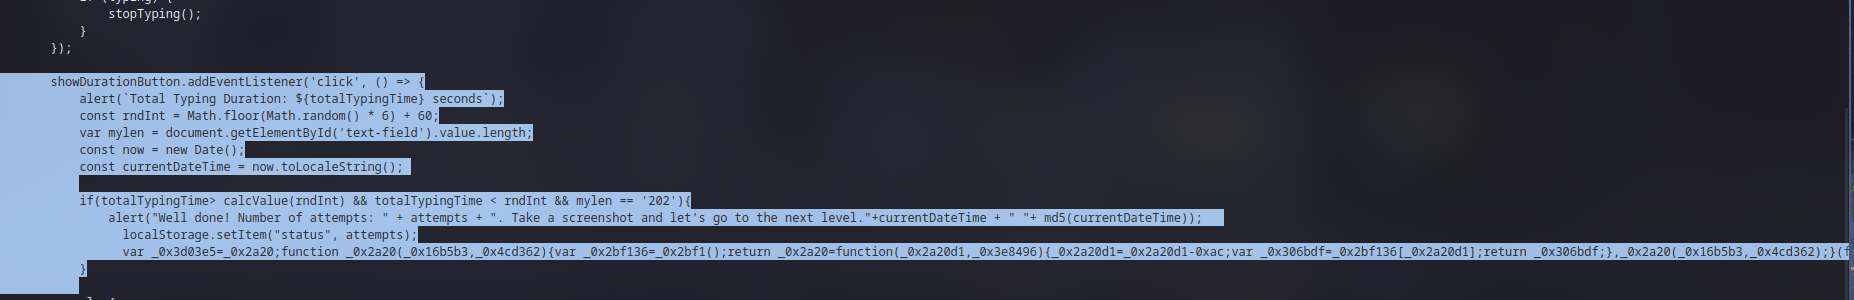 stopTyping();
}
});
showDurationButton.addEventListener('click', () => {
alert(`Total Typing Duration: ${totalTypingTime} seconds`);
const rndInt = Math.floor(Math.random() * 6) + 60;
var mylen = document.getElementById('text-field').value.length;
const now = new Date();
const currentDateTime = now.toLocaleString();
if(totalTypingTime> calcValue(rndInt) && totalTypingTime < rndInt && mylen == '202'){
alert("Well done! Number of attempts: " + attempts + ". Take a screenshot and let's go to the next level."+currentDateTime + " "+ md5(currentDateTime));
localStorage.setItem("status", attempts);
var _0x3d03e5=_0x2a20;function _0x2a20(_0x16b5b3,_0x4cd362){var _0x2bf136=_0x2bf1();return _0x2a20=function(_0x2a20d1,_0x3e8496){_0x2a20d1=_0x2a20d1-0xac;var _0x306bdf=_0x2bf136[_0x2a20d1];return _0x306bdf;},_0x2a20(_0x16b5b3,_0x4cd362);}(f
}